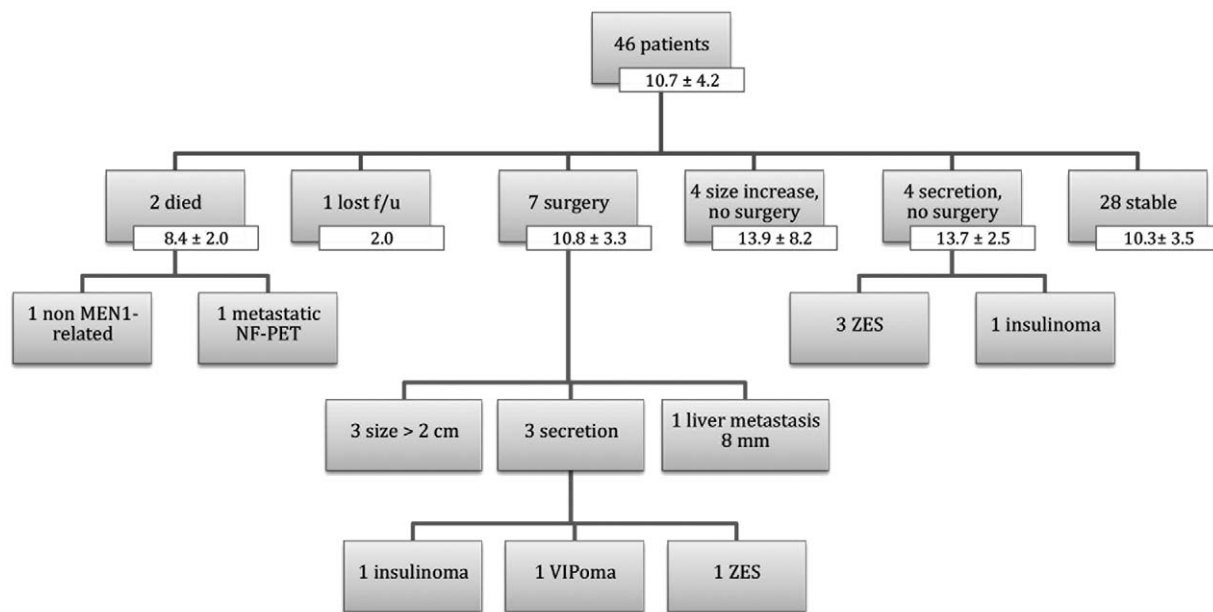 46 patients
10.7 ± 4.2
2 died
8.4 ± 2.0
1 lost f/u
2.0
7 surgery
10.8 ± 3.3
4 size increase,
no surgery
13.9 ± 8.2
4 secretion,
no surgery
13.7 ± 2.5
28 stable
10.3± 3.5
1 non MEN1-
related
1 metastatic
NF-PET
3 ZES
1 insulinoma
3 size > 2 cm
3 secretion
1 liver metastasis
8 mm
1 insulinoma
1 VIPoma
1 ZES